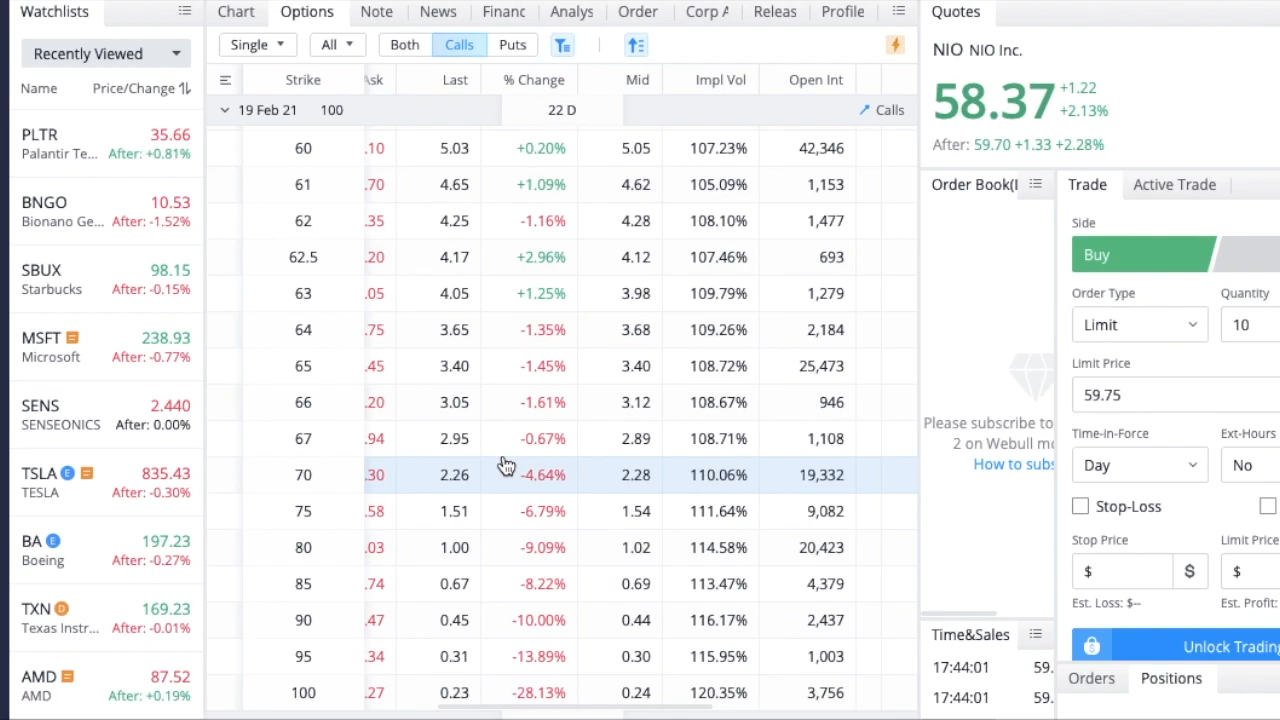 Watchlists
Recently Viewed
Name Price/Change
PLTR 35.66
Palantir Te... After: +0.81%
BNGO 10.53
Bionano Ge... After: -1.52%
SBUX 98.15
Starbucks After: -0.15%
MSFT 238.93
Microsoft After: -0.77%
SENS 2.440
SENSEONICS After: 0.00%
TSLA E 835.43
TESLA After: -0.30%
BA E 197.23
Boeing After: -0.27%
TXN D 169.23
Texas Instr... After: -0.01%
AMD 87.52
AMD After: +0.19%
Chart Options Note News Financ Analys Order Corp A Releas Profile
Single All Both Calls Puts
Strike Ask Last % Change Mid Impl Vol Open Int
19 Feb 21 100 22 D Calls
60 .10 5.03 +0.20% 5.05 107.23% 42,346
61 .70 4.65 +1.09% 4.62 105.09% 1,153
62 .35 4.25 -1.16% 4.28 108.10% 1,477
62.5 .20 4.17 +2.96% 4.12 107.46% 693
63 .05 4.05 +1.25% 3.98 109.79% 1,279
64 .75 3.65 -1.35% 3.68 109.26% 2,184
65 .45 3.40 -1.45% 3.40 108.72% 25,473
66 .20 3.05 -1.61% 3.12 108.67% 946
67 .94 2.95 -0.67% 2.89 108.71% 1,108
70 .30 2.26 -4.64% 2.28 110.06% 19,332
75 .58 1.51 -6.79% 1.54 111.64% 9,082
80 .03 1.00 -9.09% 1.02 114.58% 20,423
85 .74 0.67 -8.22% 0.69 113.47% 4,379
90 .47 0.45 -10.00% 0.44 116.17% 2,437
95 .34 0.31 -13.89% 0.30 115.95% 1,003
100 .27 0.23 -28.13% 0.24 120.35% 3,756
Quotes
NIO NIO Inc.
58.37 +1.22
+2.13%
After: 59.70 +1.33 +2.28%
Order Book(
Please subscribe to
2 on Webull mo
How to subs
Time&Sales
17:44:01 59.
17:44:01 59.
Trade Active Trade
Side
Buy
Order Type Quantity
Limit 10
Limit Price
59.75
Time-in-Force Ext-Hours
Day No
Stop-Loss
Stop Price Limit Price
$ $ $
Est. Loss: $-- Est. Profit:
Unlock Trading
Orders Positions